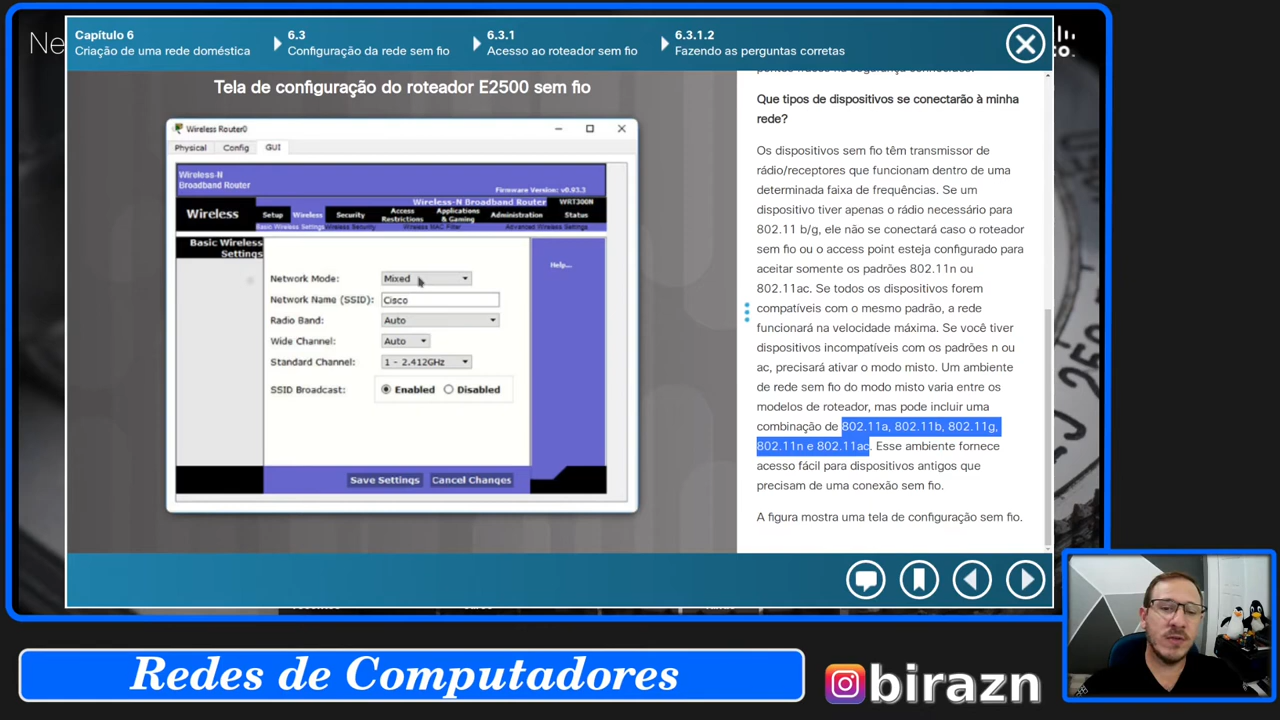 Ne
Capítulo 6
Criação de uma rede doméstica
6.3
Configuração da rede sem fio
6.3.1
Acesso ao roteador sem fio
6.3.1.2
Fazendo as perguntas corretas
Tela de configuração do roteador E2500 sem fio
Wireless Router0
Physical Config GUI
Wireless-N
Broadband Router
Firmware Version: v0.93.3
Wireless-N Broadband Router WRT300N
Wireless
Setup Wireless Security Access Restrictions Applications & Gaming Administration Status
Basic Wireless Settings Wireless Security Wireless MAC Filter Advanced Wireless Settings
Basic Wireless
Settings
Help...
Network Mode: Mixed
Network Name (SSID): Cisco
Radio Band: Auto
Wide Channel: Auto
Standard Channel: 1 - 2.412GHz
SSID Broadcast: Enabled Disabled
Save Settings Cancel Changes
Que tipos de dispositivos se conectarão à minha
rede?
Os dispositivos sem fio têm transmissor de
rádio/receptores que funcionam dentro de uma
determinada faixa de frequências. Se um
dispositivo tiver apenas o rádio necessário para
802.11 b/g, ele não se conectará caso o roteador
sem fio ou o access point esteja configurado para
aceitar somente os padrões 802.11n ou
802.11ac. Se todos os dispositivos forem
compatíveis com o mesmo padrão, a rede
funcionará na velocidade máxima. Se você tiver
dispositivos incompatíveis com os padrões n ou
ac, precisará ativar o modo misto. Um ambiente
de rede sem fio do modo misto varia entre os
modelos de roteador, mas pode incluir uma
combinação de 802.11a, 802.11b, 802.11g,
802.11n e 802.11ac. Esse ambiente fornece
acesso fácil para dispositivos antigos que
precisam de uma conexão sem fio.
A figura mostra uma tela de configuração sem fio.
Redes de Computadores
birazn